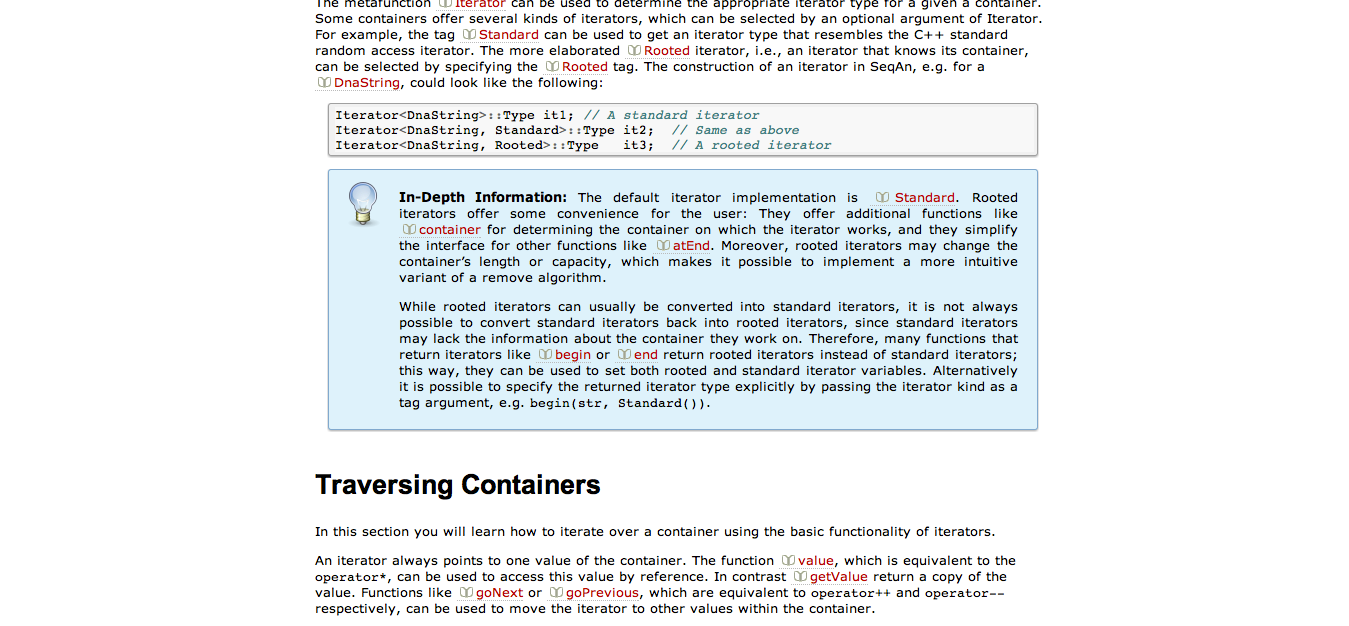 The metafunction Iterator can be used to determine the appropriate iterator type for a given a container.
Some containers offer several kinds of iterators, which can be selected by an optional argument of Iterator.
For example, the tag Standard can be used to get an iterator type that resembles the C++ standard
random access iterator. The more elaborated Rooted iterator, i.e., an iterator that knows its container,
can be selected by specifying the Rooted tag. The construction of an iterator in SeqAn, e.g. for a
DnaString, could look like the following:
Iterator<DnaString>::Type it1; // A standard iterator
Iterator<DnaString, Standard>::Type it2;  // Same as above
Iterator<DnaString, Rooted>::Type   it3;  // A rooted iterator
In-Depth Information: The default iterator implementation is Standard. Rooted
iterators offer some convenience for the user: They offer additional functions like
container for determining the container on which the iterator works, and they simplify
the interface for other functions like atEnd. Moreover, rooted iterators may change the
container’s length or capacity, which makes it possible to implement a more intuitive
variant of a remove algorithm.
While rooted iterators can usually be converted into standard iterators, it is not always
possible to convert standard iterators back into rooted iterators, since standard iterators
may lack the information about the container they work on. Therefore, many functions that
return iterators like begin or end return rooted iterators instead of standard iterators;
this way, they can be used to set both rooted and standard iterator variables. Alternatively
it is possible to specify the returned iterator type explicitly by passing the iterator kind as a
tag argument, e.g. begin(str, Standard()).
Traversing Containers
In this section you will learn how to iterate over a container using the basic functionality of iterators.
An iterator always points to one value of the container. The function value, which is equivalent to the
operator*, can be used to access this value by reference. In contrast getValue return a copy of the
value. Functions like goNext or goPrevious, which are equivalent to operator++ and operator--
respectively, can be used to move the iterator to other values within the container.